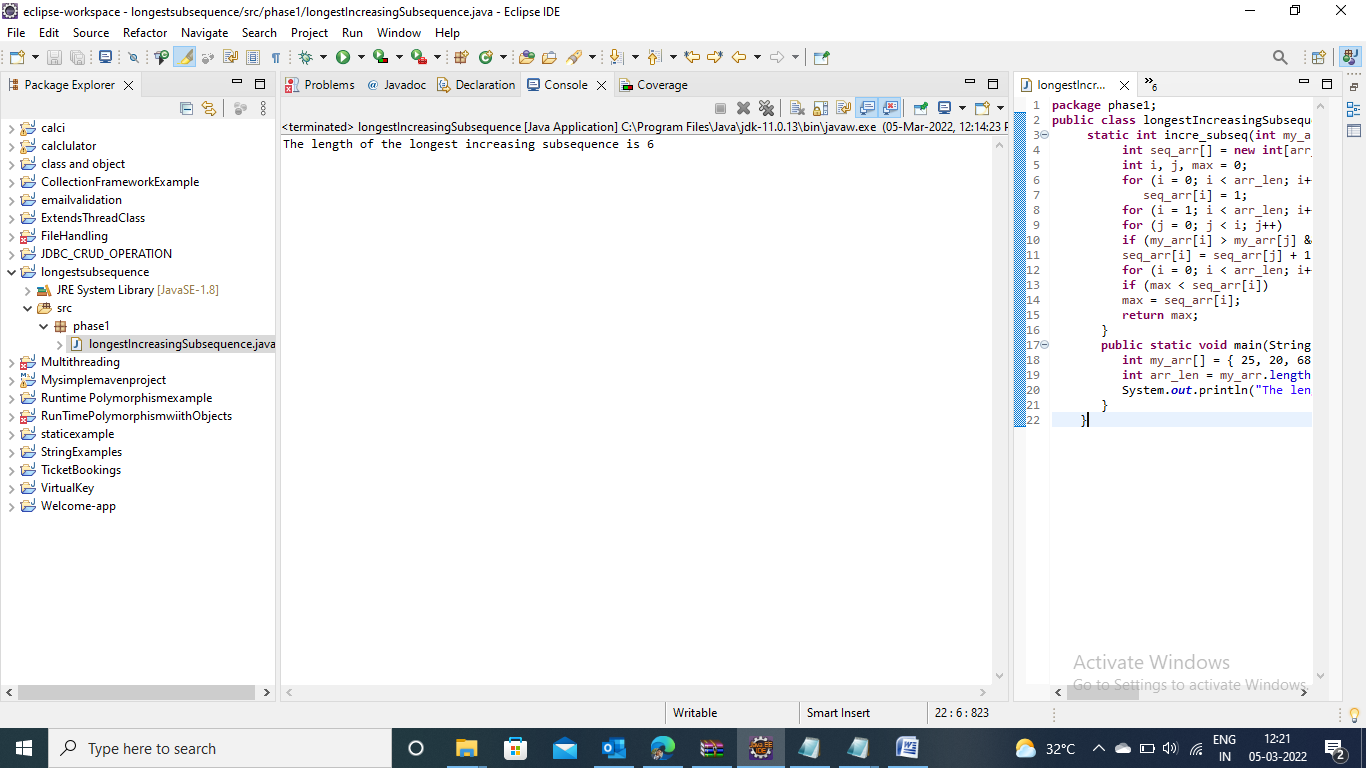 eclipse-workspace - longestsubsequence/src/phase1/longestIncreasingSubsequence.java - Eclipse IDE
File Edit Source Refactor Navigate Search Project Run Window Help
Package Explorer
calci
calclulator
class and object
CollectionFrameworkExample
emailvalidation
ExtendsThreadClass
FileHandling
JDBC_CRUD_OPERATION
longestsubsequence
JRE System Library [JavaSE-1.8]
src
phase1
longestIncreasingSubsequence.java
Multithreading
Mysimplemavenproject
Runtime Polymorphismexample
RunTimePolymorphismwiithObjects
staticexample
StringExamples
TicketBookings
VirtualKey
Welcome-app
Problems @ Javadoc Declaration Console Coverage
<terminated> longestIncreasingSubsequence [Java Application] C:\Program Files\Java\jdk-11.0.13\bin\javaw.exe (05-Mar-2022, 12:14:23 P
The length of the longest increasing subsequence is 6
longestIncr... »6
1 package phase1;
2 public class longestIncreasingSubsequ
3 static int incre_subseq(int my_a
4 int seq_arr[] = new int[arr_
5 int i, j, max = 0;
6 for (i = 0; i < arr_len; i+
7 seq_arr[i] = 1;
8 for (i = 1; i < arr_len; i+
9 for (j = 0; j < i; j++)
10 if (my_arr[i] > my_arr[j] &
11 seq_arr[i] = seq_arr[j] + 1
12 for (i = 0; i < arr_len; i+
13 if (max < seq_arr[i])
14 max = seq_arr[i];
15 return max;
16 }
17 public static void main(String
18 int my_arr[] = { 25, 20, 68
19 int arr_len = my_arr.length
20 System.out.println("The len
21 }
22 }
Activate Windows
Go to Settings to activate Windows.
Writable Smart Insert 22 : 6 : 823
Type here to search
32°C
ENG
IN
12:21
05-03-2022
2